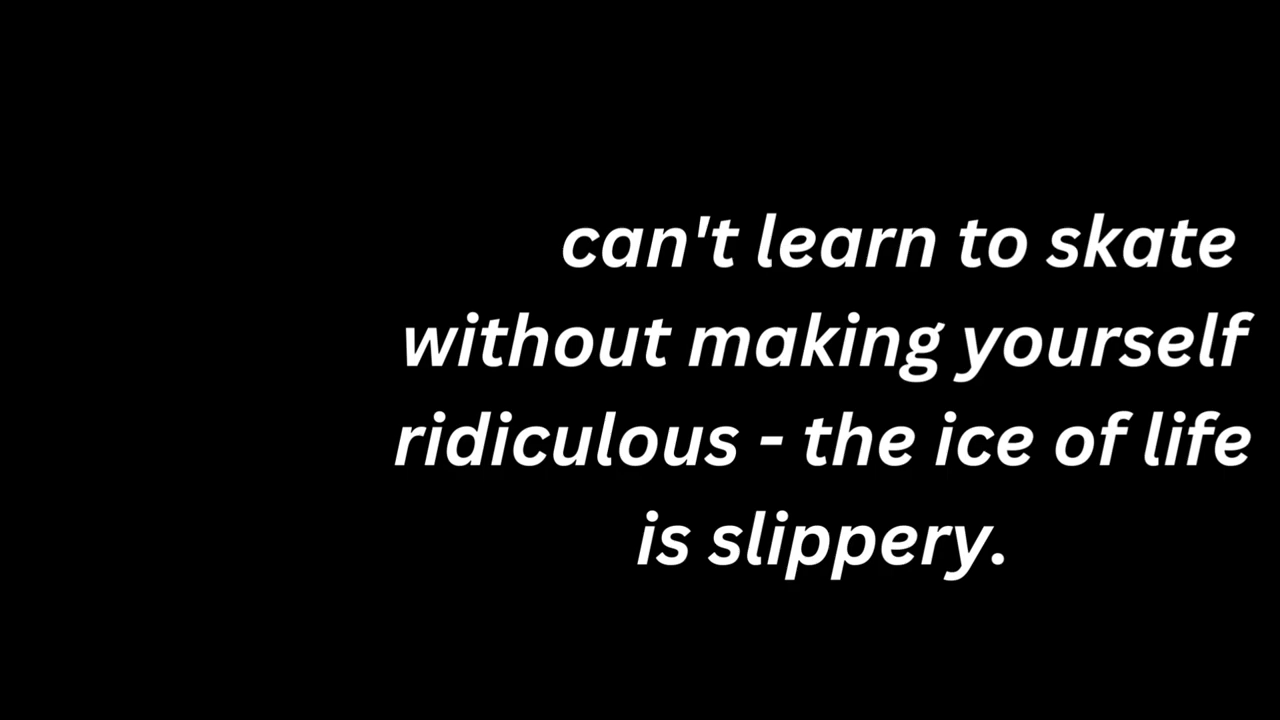 can't learn to skate
without making yourself
ridiculous - the ice of life
is slippery.